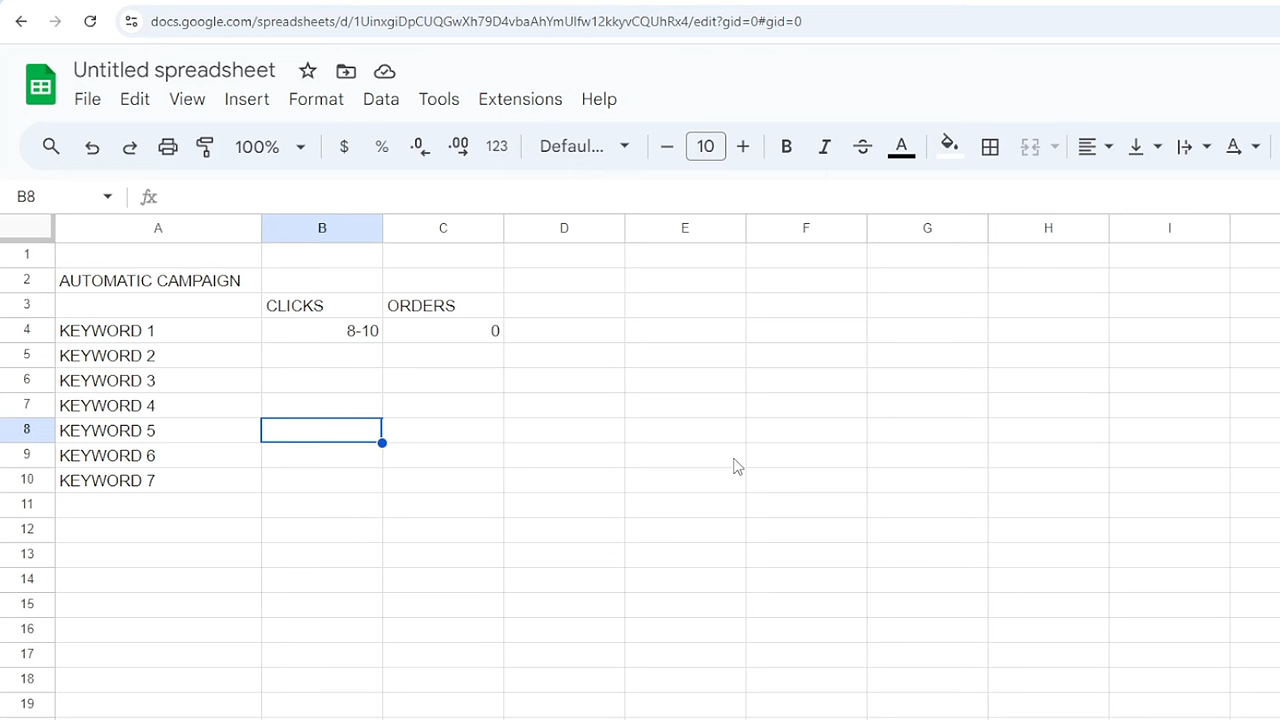 docs.google.com/spreadsheets/d/1UinxgiDpCUQGwXh79D4vbaAhYmUlfw12kkyvCQUhRx4/edit?gid=0#gid=0
Untitled spreadsheet
File Edit View Insert Format Data Tools Extensions Help
100% $ % .0 .00 123 Defaul... 10 B I A A
B8 fx
A B C D E F G H I
1
2 AUTOMATIC CAMPAIGN
3 CLICKS ORDERS
4 KEYWORD 1 8-10 0
5 KEYWORD 2
6 KEYWORD 3
7 KEYWORD 4
8 KEYWORD 5
9 KEYWORD 6
10 KEYWORD 7
11
12
13
14
15
16
17
18
19